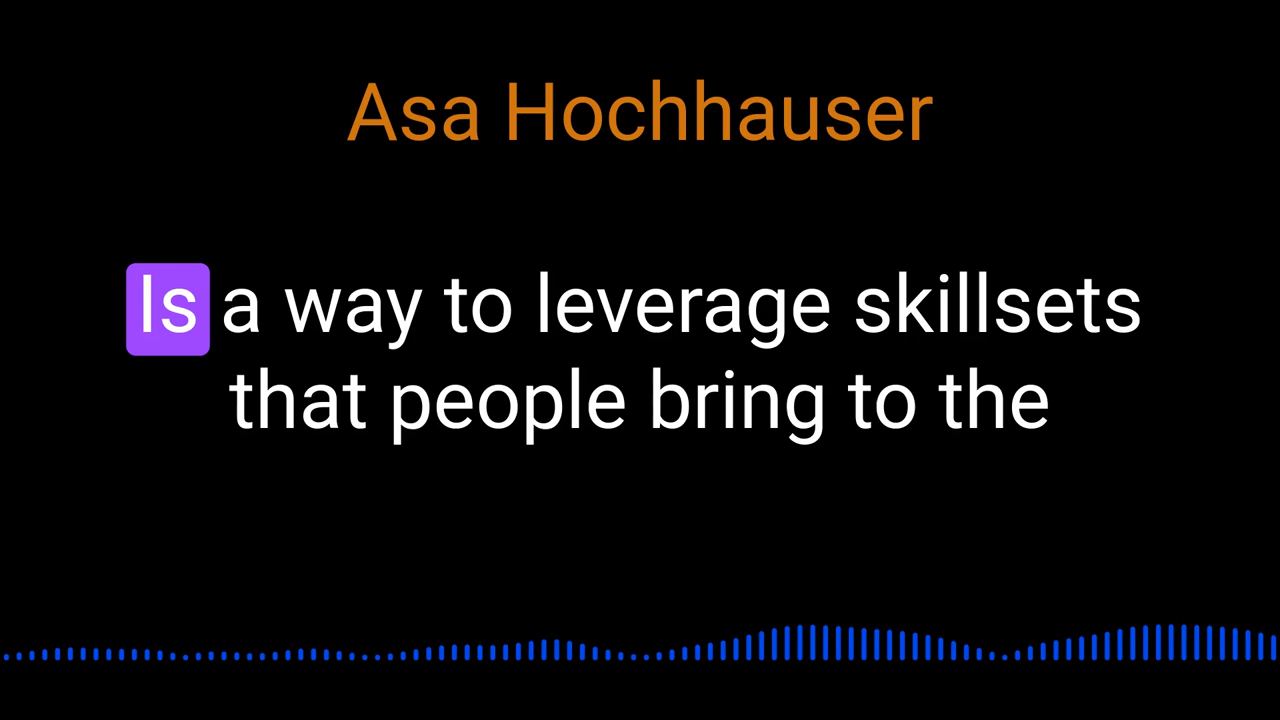 Asa Hochhauser
Is a way to leverage skillsets
that people bring to the